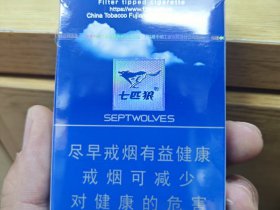 Filter tipped cigarette
China Tobacco Fujian
七匹狼
SEPTWOLVES
尽早戒烟有益健康
戒烟可减少
对健康的危害